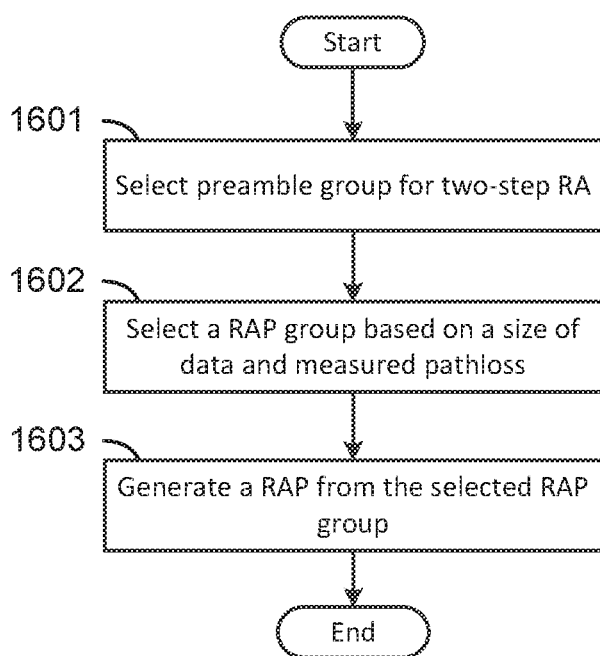 Start
1601
Select preamble group for two-step RA
1602
Select a RAP group based on a size of
data and measured pathloss
1603
Generate a RAP from the selected RAP
group
End